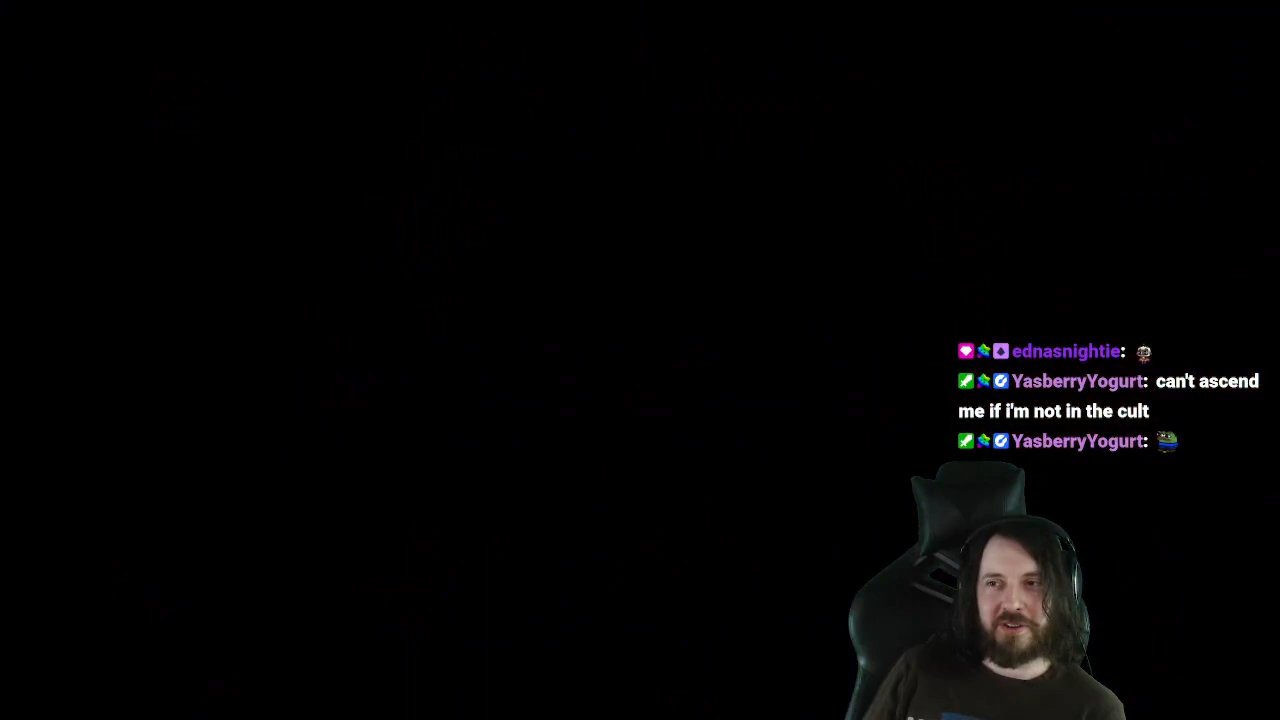 ednasnightie:
YasberryYogurt: can't ascend
me if i'm not in the cult
YasberryYogurt: